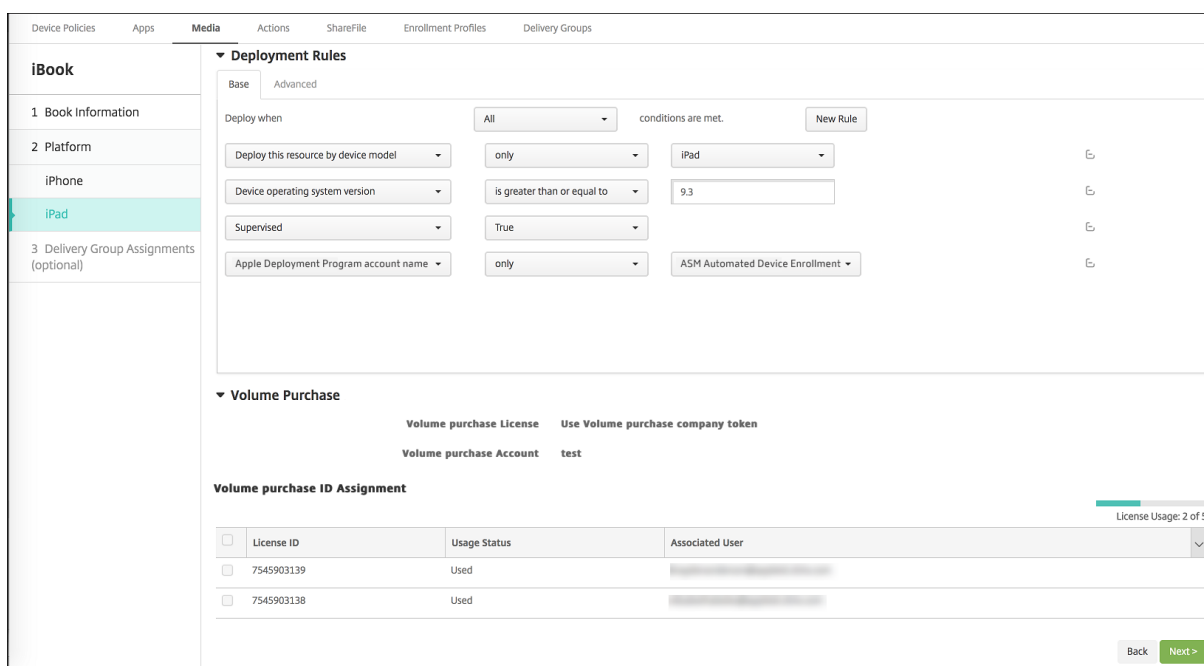 Device Policies Apps Media Actions ShareFile Enrollment Profiles Delivery Groups
iBook
1 Book Information
2 Platform
iPhone
iPad
3 Delivery Group Assignments
(optional)
Deployment Rules
Base Advanced
Deploy when All conditions are met. New Rule
Deploy this resource by device model only iPad
Device operating system version is greater than or equal to 9.3
Supervised True
Apple Deployment Program account name only ASM Automated Device Enrollment
Volume Purchase
Volume purchase License Use Volume purchase company token
Volume purchase Account test
Volume purchase ID Assignment
License Usage: 2 of 5
License ID Usage Status Associated User
7545903139 Used
7545903138 Used
Back Next >